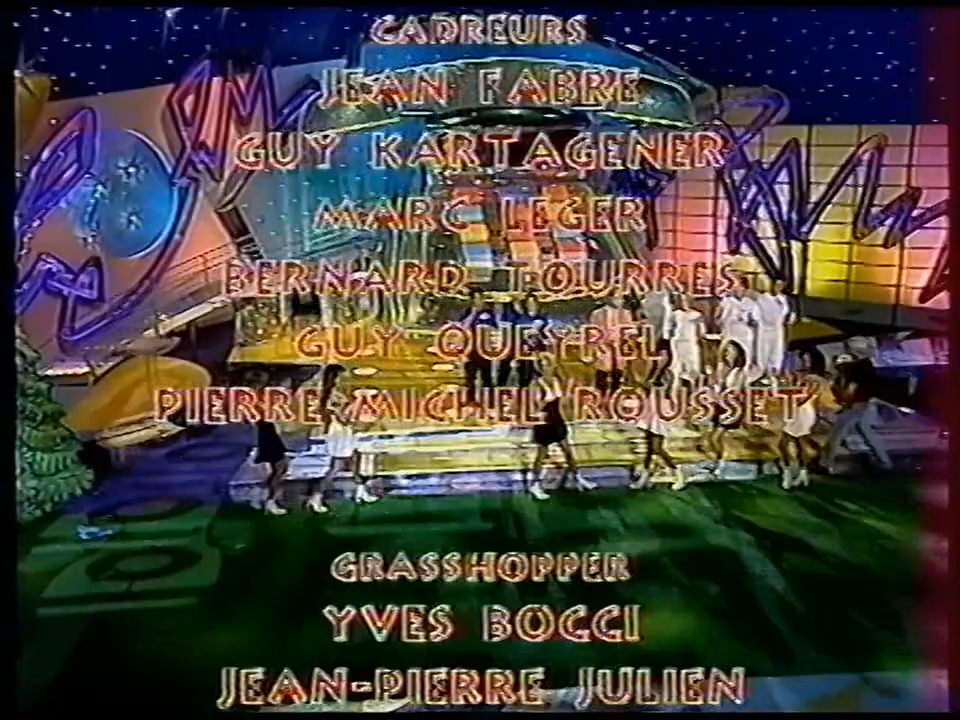 CADREURS
JEAN FABRE
GUY KARTAGENER
MARC LEGER
BERNARD TOURRES
GUY QUEYREL
PIERRE-MICHEL ROUSSET
GRASSHOPPER
YVES BOCCI
JEAN-PIERRE JULIEN